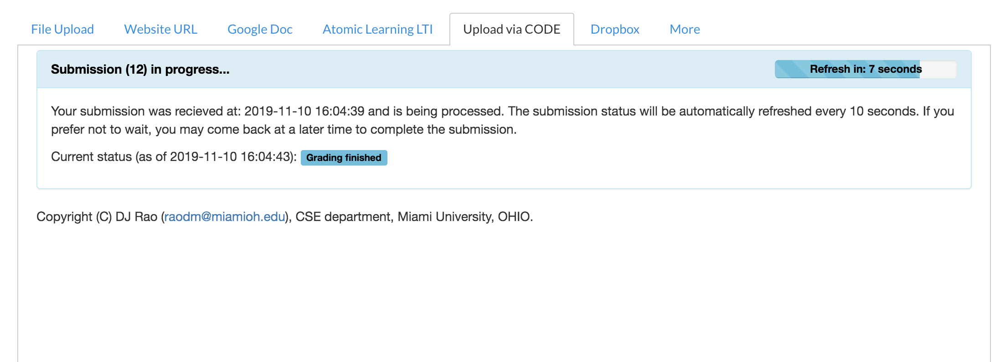 File Upload Website URL Google Doc Atomic Learning LTI Upload via CODE Dropbox More
Submission (12) in progress... Refresh in: 7 seconds
Your submission was recieved at: 2019-11-10 16:04:39 and is being processed. The submission status will be automatically refreshed every 10 seconds. If you
prefer not to wait, you may come back at a later time to complete the submission.
Current status (as of 2019-11-10 16:04:43): Grading finished
Copyright (C) DJ Rao (raodm@miamioh.edu), CSE department, Miami University, OHIO.